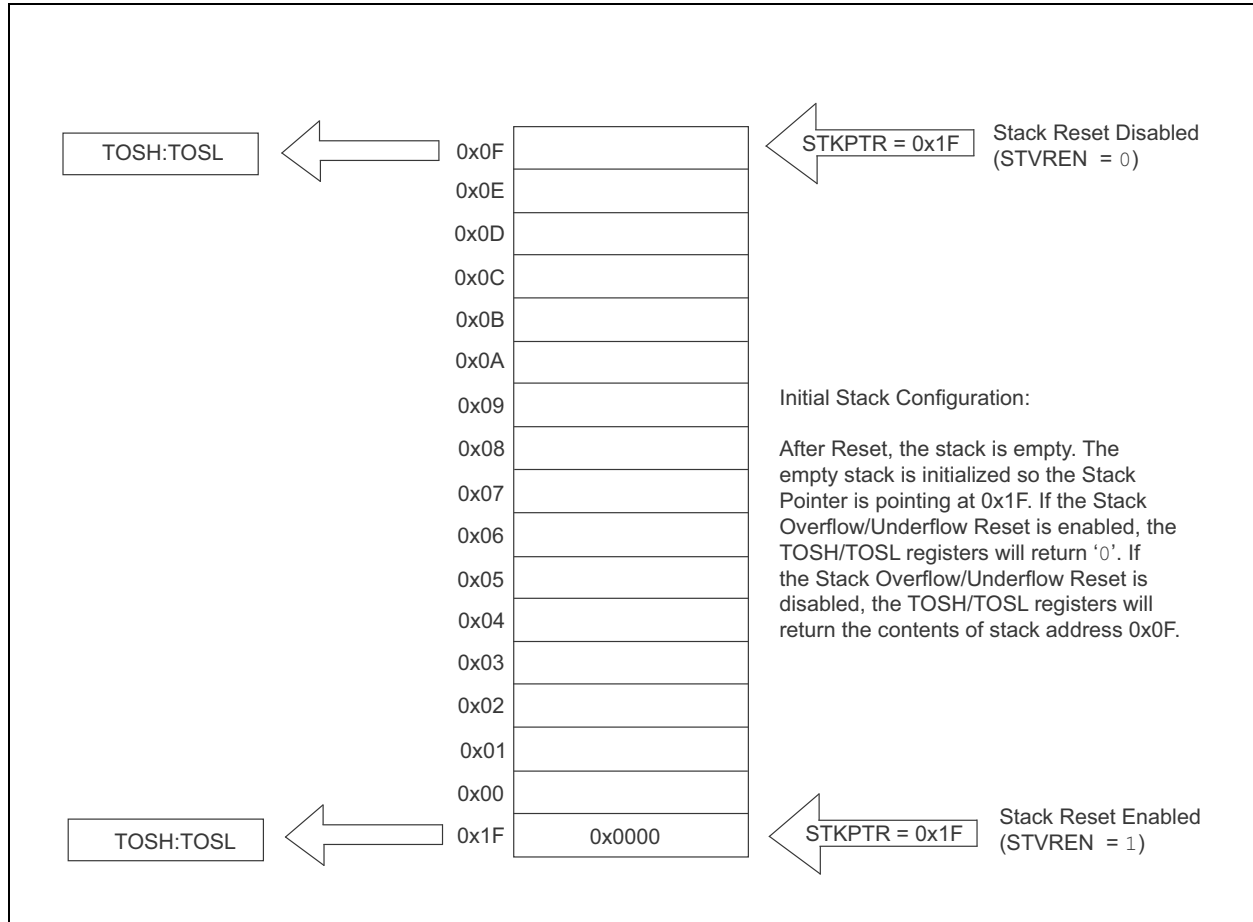 TOSH:TOSL
0x0F
STKPTR = 0x1F
Stack Reset Disabled
(STVREN = 0)
0x0E
0x0D
0x0C
0x0B
0x0A
0x09
0x08
0x07
0x06
0x05
0x04
0x03
0x02
0x01
0x00
Initial Stack Configuration:
After Reset, the stack is empty. The
empty stack is initialized so the Stack
Pointer is pointing at 0x1F. If the Stack
Overflow/Underflow Reset is enabled, the
TOSH/TOSL registers will return ‘0’. If
the Stack Overflow/Underflow Reset is
disabled, the TOSH/TOSL registers will
return the contents of stack address 0x0F.
TOSH:TOSL
0x1F
0x0000
STKPTR = 0x1F
Stack Reset Enabled
(STVREN = 1)